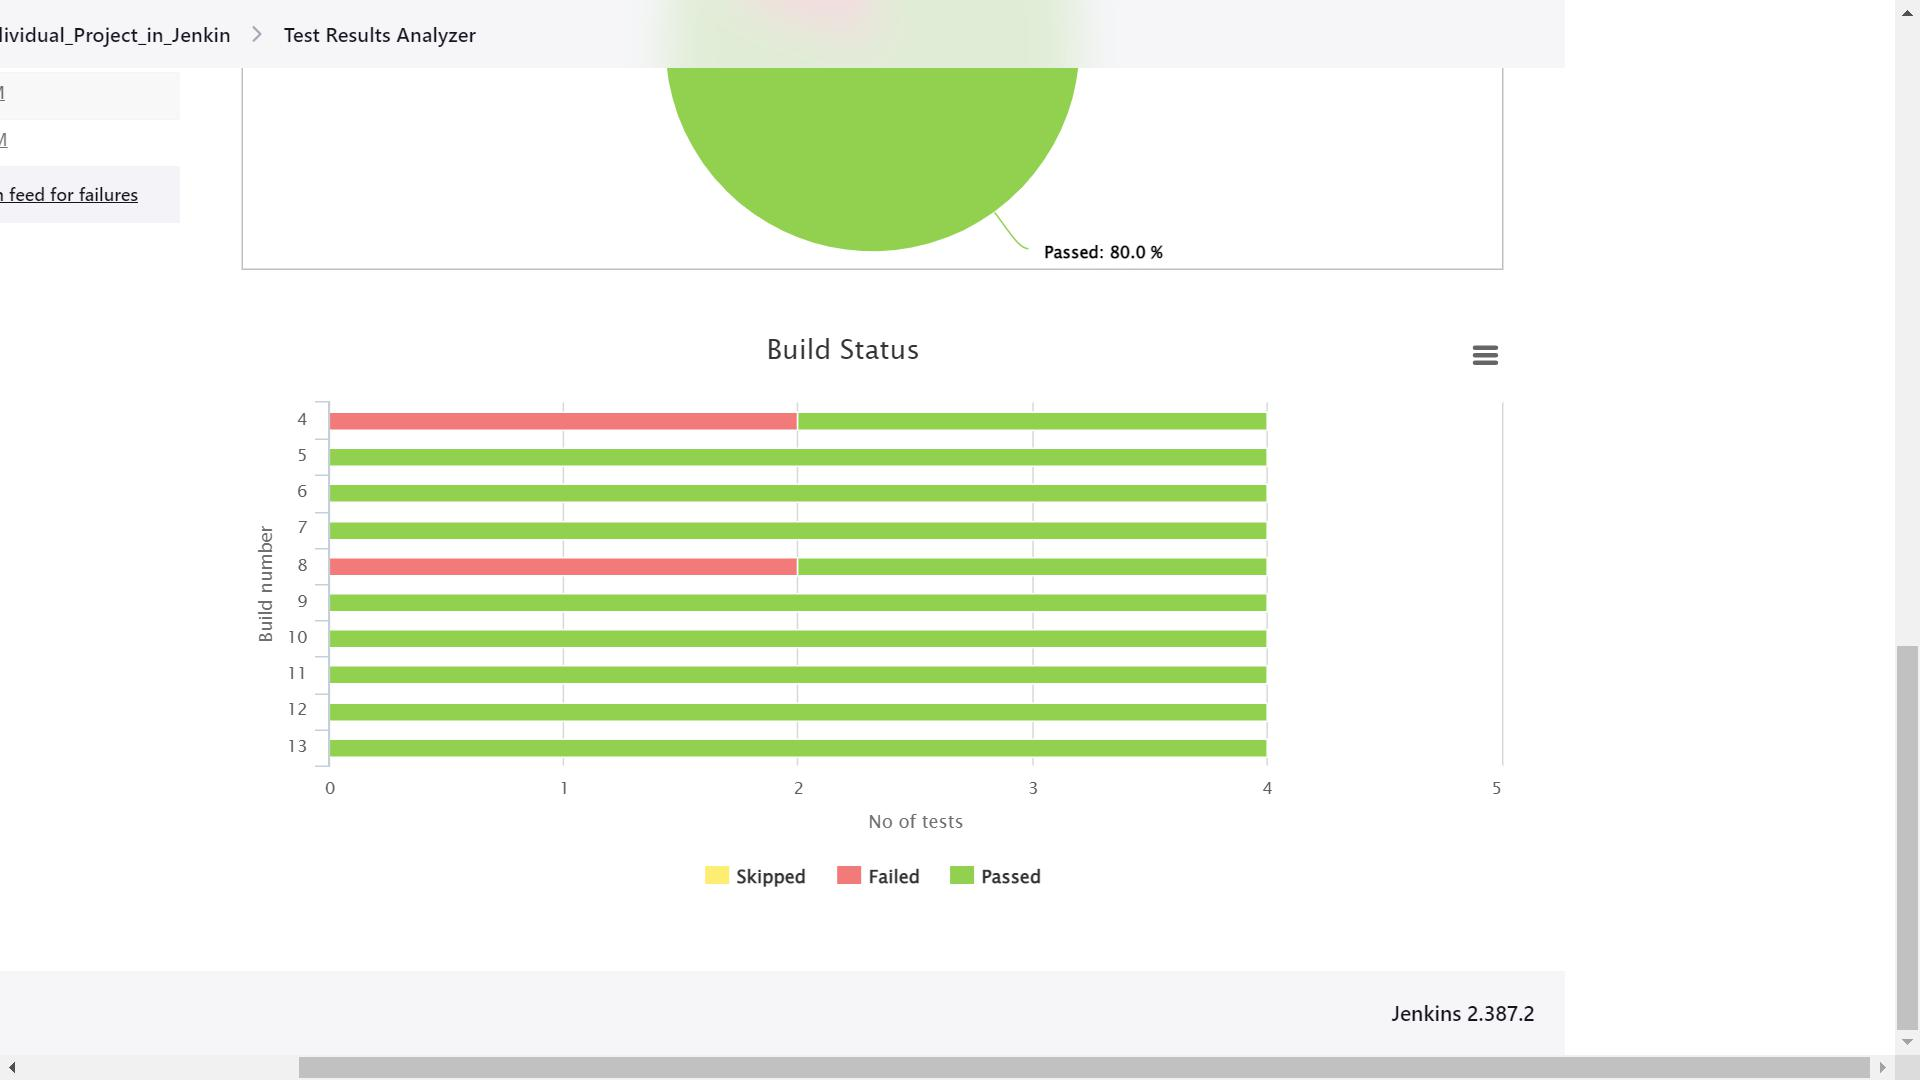 dividual_Project_in_Jenkin
Test Results Analyzer
M
M
feed for failures
Passed: 80.0 %
Build Status
Build number
4
5
6
7
8
9
10
11
12
13
0 1 2 3 4 5
No of tests
Skipped Failed Passed
Jenkins 2.387.2